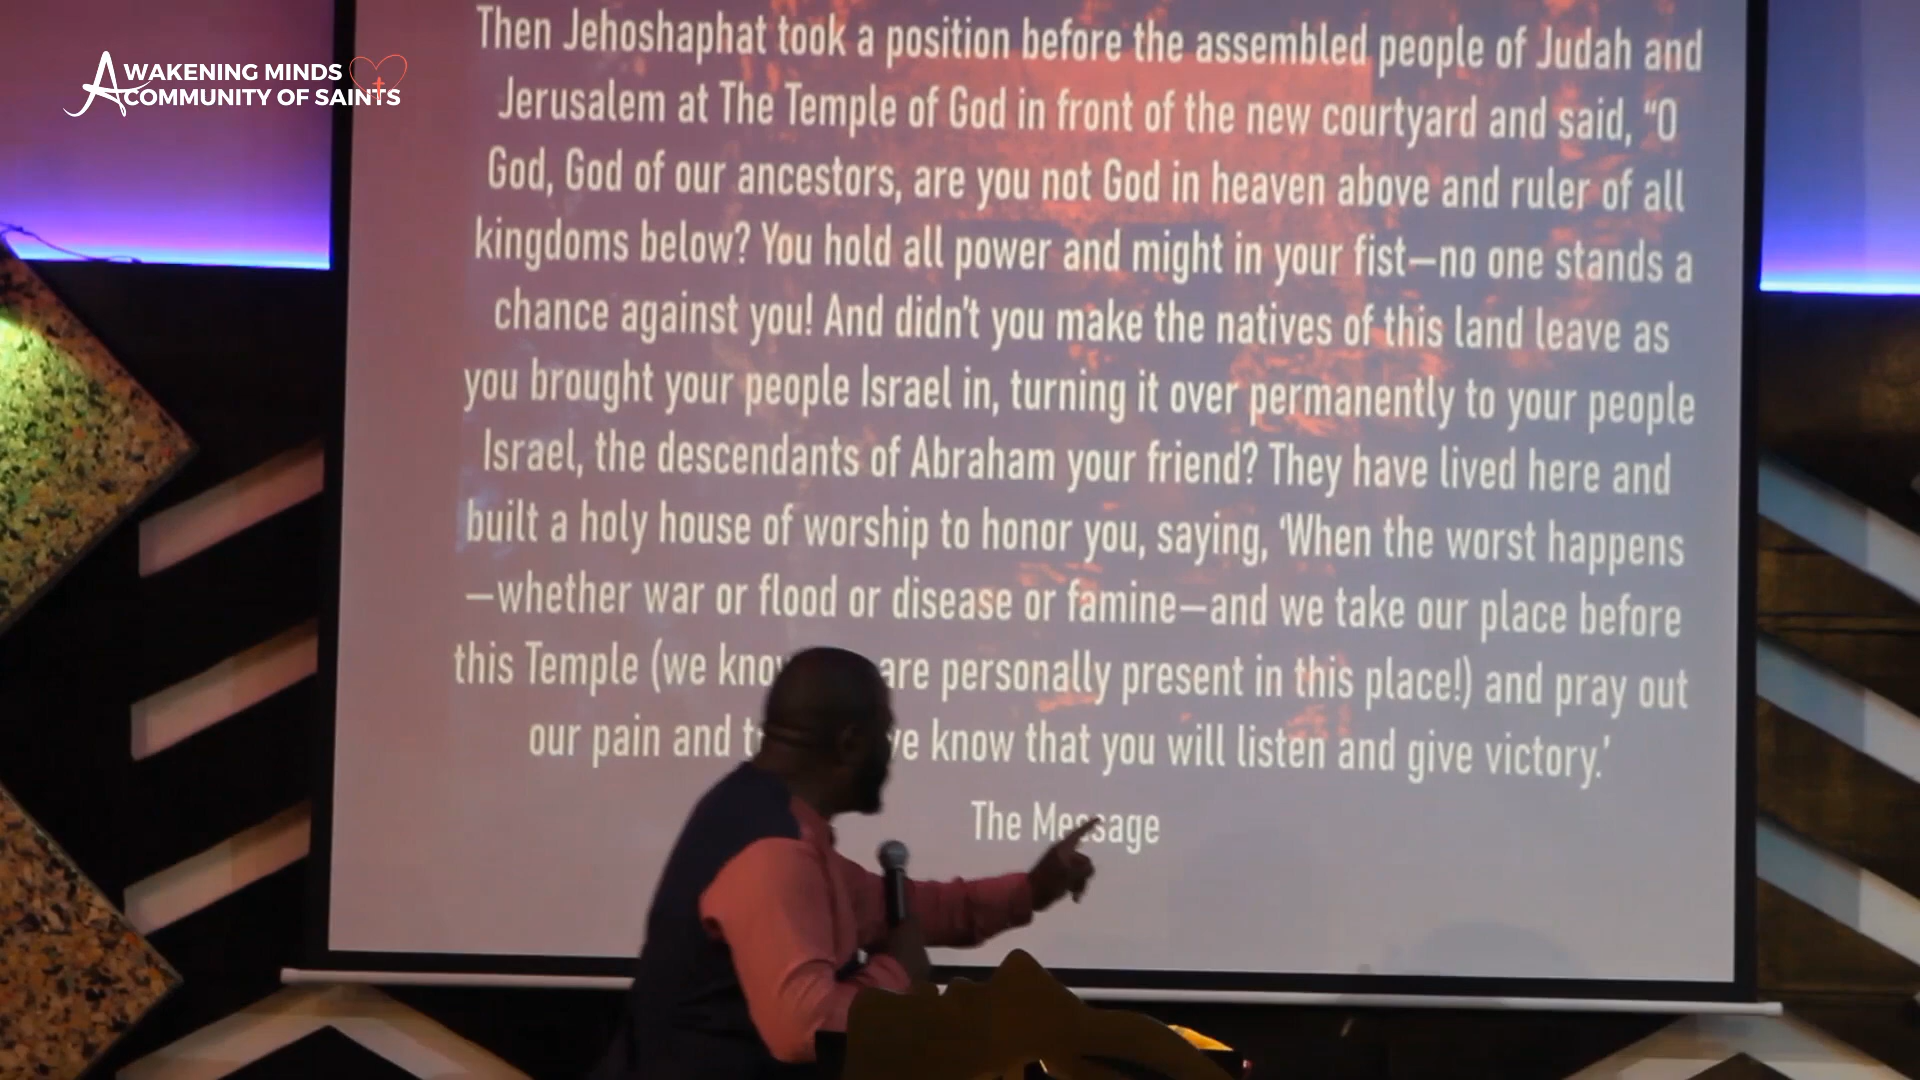 AWAKENING MINDS
COMMUNITY OF SAINTS
Then Jehoshaphat took a position before the assembled people of Judah and
Jerusalem at The Temple of God in front of the new courtyard and said, “O
God, God of our ancestors, are you not God in heaven above and ruler of all
kingdoms below? You hold all power and might in your fist—no one stands a
chance against you! And didn’t you make the natives of this land leave as
you brought your people Israel in, turning it over permanently to your people
Israel, the descendants of Abraham your friend? They have lived here and
built a holy house of worship to honor you, saying, ‘When the worst happens
—whether war or flood or disease or famine—and we take our place before
this Temple (we are personally present in this place!) and pray out
our pain and know that you will listen and give victory.’
The Message